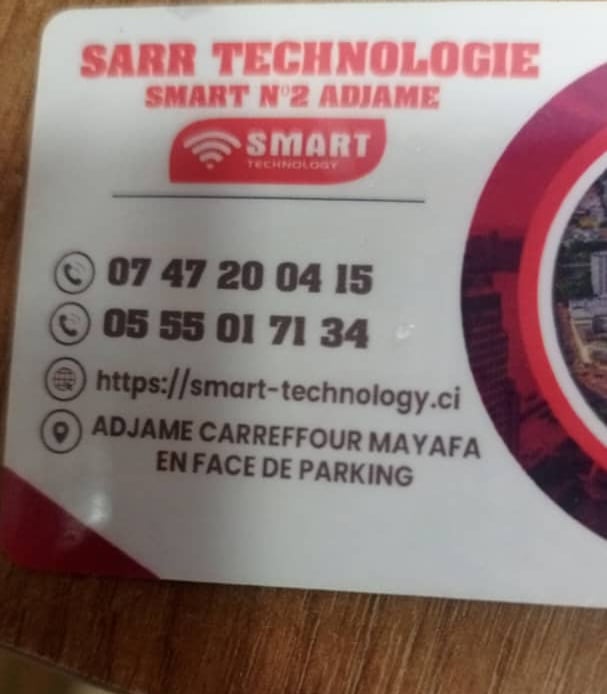 SARR TECHNOLOGIE
SMART N°2 ADJAME
SMART
TECHNOLOGY
07 47 20 04 15
05 55 01 71 34
https://smart-technology.ci
ADJAME CARREFFOUR MAYAFA
EN FACE DE PARKING